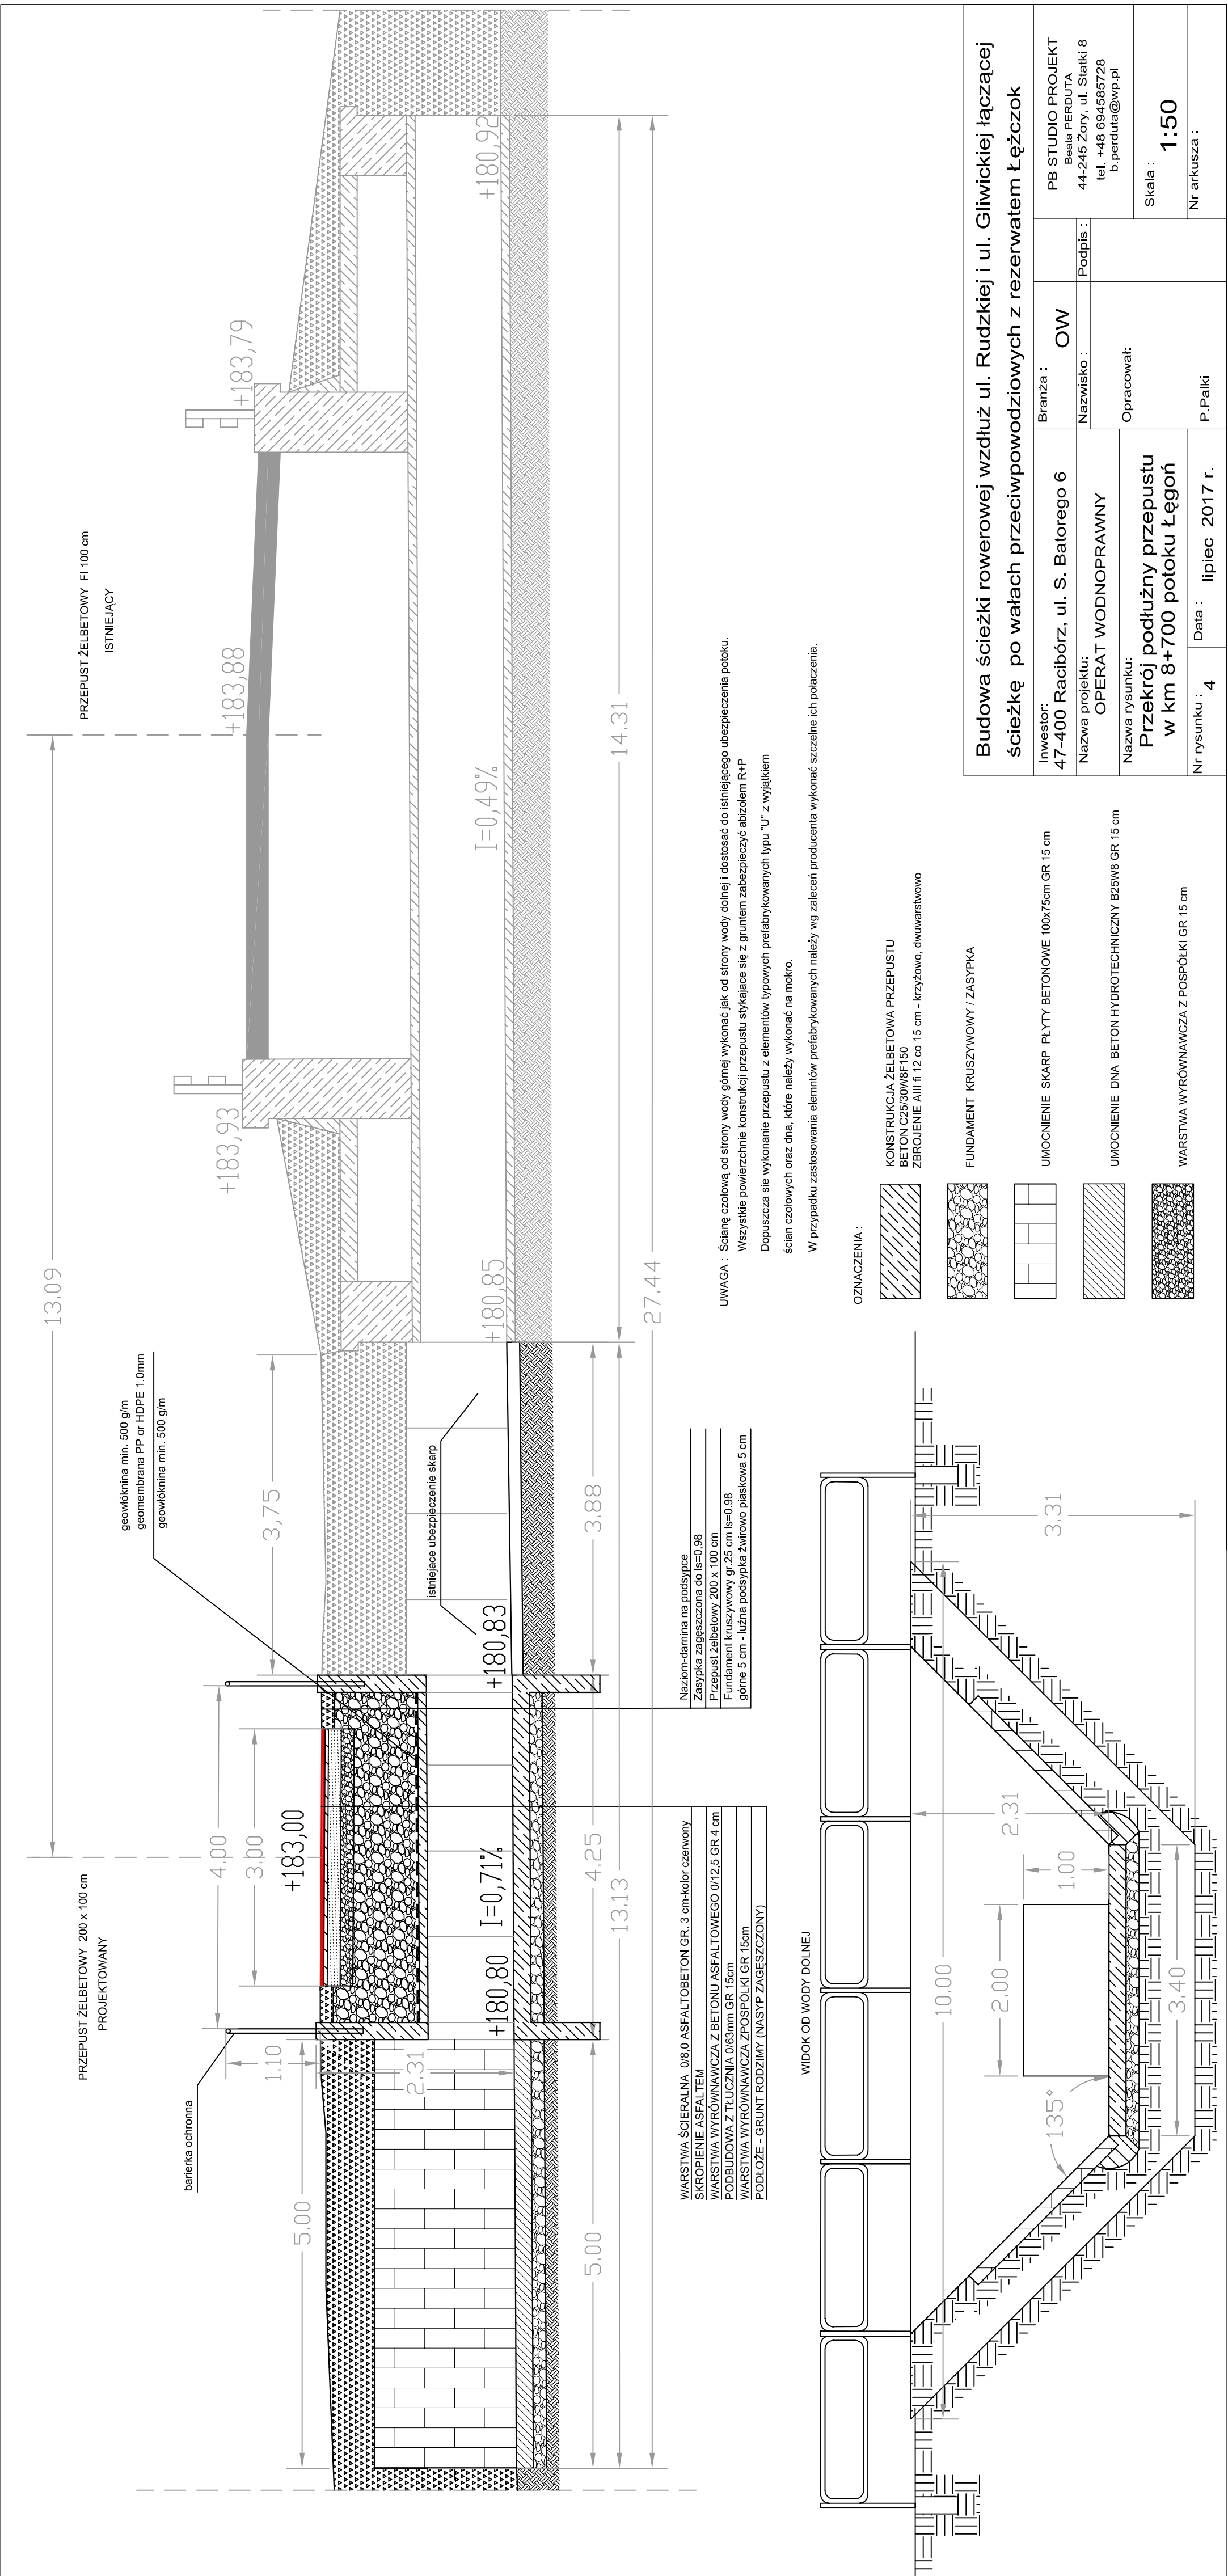 PRZEPUST ŻELBETOWY 200 x 100 cm
PROJEKTOWANY
PRZEPUST ŻELBETOWY FI 100 cm
ISTNIEJĄCY
13.09
geowłóknina min. 500 g/m
geomembrana PP or HDPE 1.0mm
geowłóknina min. 500 g/m
barierka ochronna
1.10
4,00
3,00
3,75
5.00
+183,00
+183,93
+183,88
+183,79
2.31
istniejace ubezpieczenie skarp
+180,80
I=0,71%
+180,83
+180,85
I=0,49%
+180,92
5.00
4.25
3.88
13.13
14.31
27.44
WARSTWA ŚCIERALNA 0/8,0 ASFALTOBETON GR. 3 cm-kolor czerwony
SKROPIENIE ASFALTEM
WARSTWA WYRÓWNAWCZA Z BETONU ASFALTOWEGO 0/12,5 GR 4 cm
PODBUDOWA Z TŁUCZNIA 0/63mm GR 15cm
WARSTWA WYRÓWNAWCZA ZPOSPÓŁKI GR 15cm
PODŁOŻE - GRUNT RODZIMY (NASYP ZAGĘSZCZONY)
Naziom-darnina na podsypce
Zasypka zagęszczona do Is=0,98
Przepust żelbetowy 200 x 100 cm
Fundament kruszywowy gr.25 cm Is=0.98
górne 5 cm - luźna podsypka żwirowo piaskowa 5 cm
UWAGA : Ścianę czołową od strony wody górnej wykonać jak od strony wody dolnej i dostosać do istniejącego ubezpieczenia potoku.
Wszystkie powierzchnie konstrukcji przepustu stykajace się z gruntem zabezpieczyć abizolem R+P
Dopuszcza sie wykonanie przepustu z elementów typowych prefabrykowanych typu "U" z wyjątkiem
ścian czołowych oraz dna, które należy wykonać na mokro.
W przypadku zastosowania elemntów prefabrykowanych należy wg zaleceń producenta wykonać szczelne ich połaczenia.
WIDOK OD WODY DOLNEJ
10.00
2.00
1.00
2.31
3.31
3.40
135°
OZNACZENIA :
KONSTRUKCJA ŻELBETOWA PRZEPUSTU
BETON C25/30W8F150
ZBROJENIE AIII fi 12 co 15 cm - krzyżowo, dwuwarstwowo
FUNDAMENT KRUSZYWOWY / ZASYPKA
UMOCNIENIE SKARP PŁYTY BETONOWE 100x75cm GR 15 cm
UMOCNIENIE DNA BETON HYDROTECHNICZNY B25W8 GR 15 cm
WARSTWA WYRÓWNAWCZA Z POSPÓŁKI GR 15 cm
Budowa ścieżki rowerowej wzdłuż ul. Rudzkiej i ul. Gliwickiej łączącej
ścieżkę po wałach przeciwpowodziowych z rezerwatem Łężczok
Inwestor:
47-400 Racibórz, ul. S. Batorego 6
Branża :
OW
PB STUDIO PROJEKT
Beata PERDUTA
44-245 Żory, ul. Statki 8
tel. +48 694585728
b.perduta@wp.pl
Nazwa projektu:
OPERAT WODNOPRAWNY
Nazwisko :
Podpis :
Nazwa rysunku:
Przekrój podłużny przepustu
w km 8+700 potoku Łęgoń
Opracował:
P.Pałki
Skala :
1:50
Nr rysunku :
4
Data :
lipiec 2017 r.
Nr arkusza :